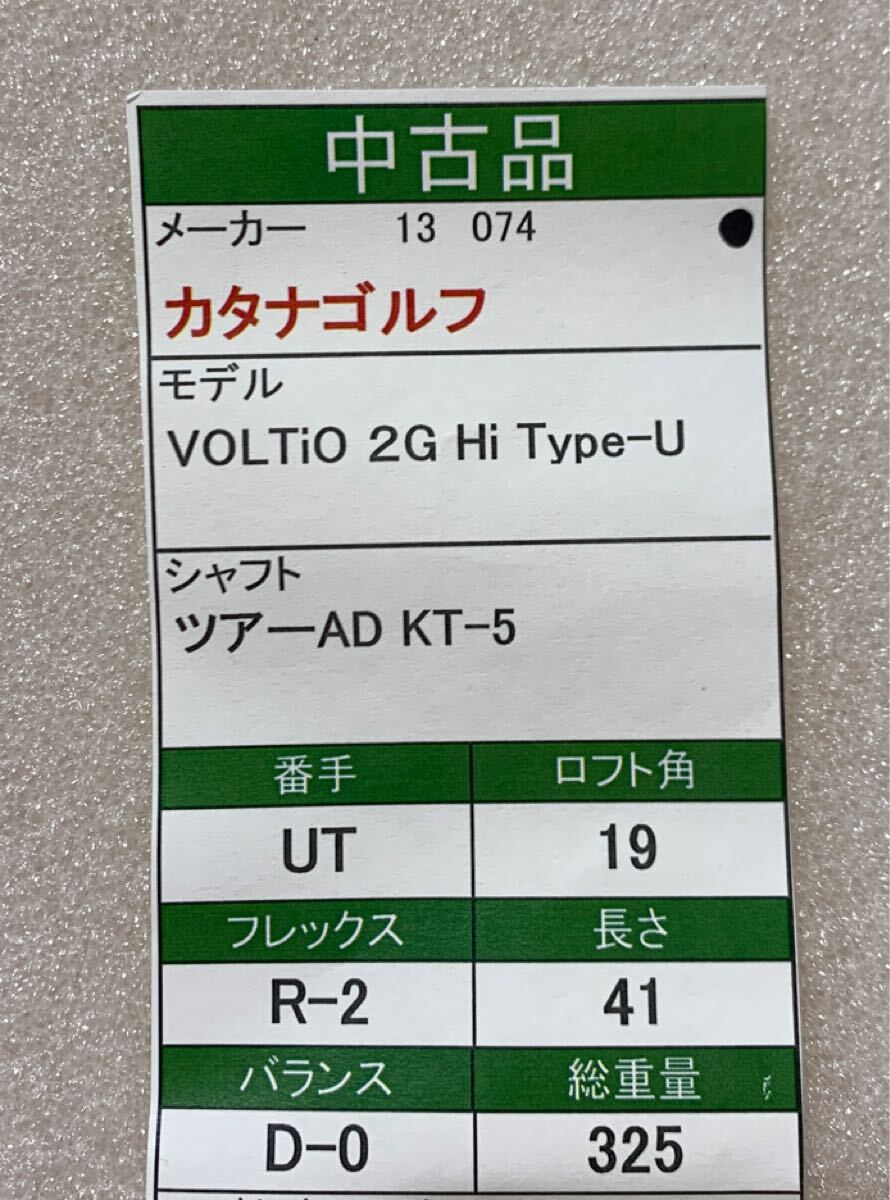 中古品
メーカー 13 074
カタナゴルフ
モデル
VOLTiO 2G Hi Type-U
シャフト
ツアーAD KT-5
番手 ロフト角
UT 19
フレックス 長さ
R-2 41
バランス 総重量
D-0 325